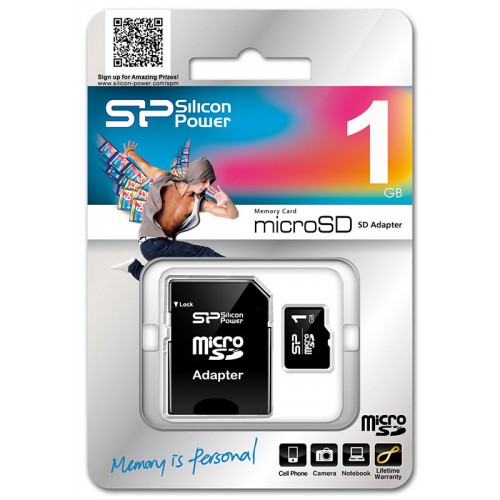 Sign up for Amazing Prizes!
www.silicon-power.com/spm
SP Silicon
Power
1
GB
Memory Card
microSD SD Adapter
Lock
SP Silicon
Power
micro
SD
Adapter
SP 1
GB
micro
SD
Memory is Personal
Cell Phone
Camera
Notebook
Lifetime
Warranty